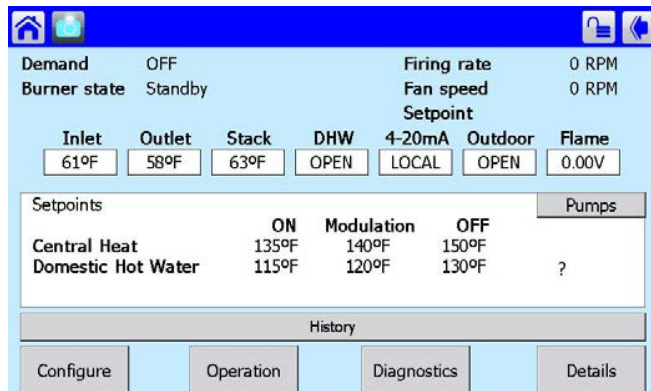 Demand OFF Firing rate 0 RPM
Burner state Standby Fan speed 0 RPM
Setpoint
Inlet Outlet Stack DHW 4-20mA Outdoor Flame
61ºF 58ºF 63ºF OPEN LOCAL OPEN 0.00V
Setpoints Pumps
ON Modulation OFF
Central Heat 135ºF 140ºF 150ºF
Domestic Hot Water 115ºF 120ºF 130ºF ?
History
Configure Operation Diagnostics Details